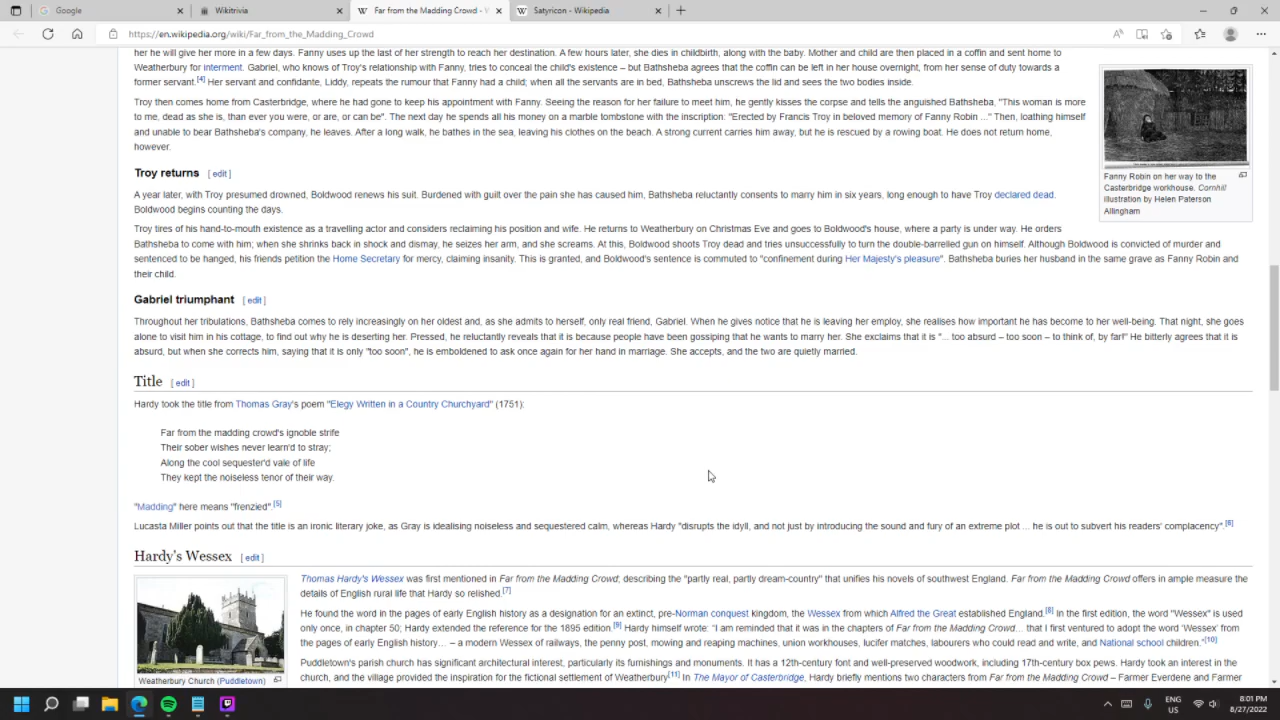 Google
Wikitrivia
Far from the Madding Crowd - W
Satyricon - Wikipedia
https://en.wikipedia.org/wiki/Far_from_the_Madding_Crowd
her he will give her more in a few days. Fanny uses up the last of her strength to reach her destination. A few hours later, she dies in childbirth, along with the baby. Mother and child are then placed in a coffin and sent home to
Weatherbury for interment. Gabriel, who knows of Troy's relationship with Fanny, tries to conceal the child's existence – but Bathsheba agrees that the coffin can be left in her house overnight, from her sense of duty towards a
former servant.[4] Her servant and confidante, Liddy, repeats the rumour that Fanny had a child; when all the servants are in bed, Bathsheba unscrews the lid and sees the two bodies inside.
Troy then comes home from Casterbridge, where he had gone to keep his appointment with Fanny. Seeing the reason for her failure to meet him, he gently kisses the corpse and tells the anguished Bathsheba, "This woman is more
to me, dead as she is, than ever you were, or are, or can be". The next day he spends all his money on a marble tombstone with the inscription: "Erected by Francis Troy in beloved memory of Fanny Robin ..." Then, loathing himself
and unable to bear Bathsheba's company, he leaves. After a long walk, he bathes in the sea, leaving his clothes on the beach. A strong current carries him away, but he is rescued by a rowing boat. He does not return home,
however.
Fanny Robin on her way to the
Casterbridge workhouse. Cornhill
illustration by Helen Paterson
Allingham
Troy returns [ edit ]
A year later, with Troy presumed drowned, Boldwood renews his suit. Burdened with guilt over the pain she has caused him, Bathsheba reluctantly consents to marry him in six years, long enough to have Troy declared dead.
Boldwood begins counting the days.
Troy tires of his hand-to-mouth existence as a travelling actor and considers reclaiming his position and wife. He returns to Weatherbury on Christmas Eve and goes to Boldwood's house, where a party is under way. He orders
Bathsheba to come with him; when she shrinks back in shock and dismay, he seizes her arm, and she screams. At this, Boldwood shoots Troy dead and tries unsuccessfully to turn the double-barrelled gun on himself. Although Boldwood is convicted of murder and
sentenced to be hanged, his friends petition the Home Secretary for mercy, claiming insanity. This is granted, and Boldwood's sentence is commuted to "confinement during Her Majesty's pleasure". Bathsheba buries her husband in the same grave as Fanny Robin and
their child.
Gabriel triumphant [ edit ]
Throughout her tribulations, Bathsheba comes to rely increasingly on her oldest and, as she admits to herself, only real friend, Gabriel. When he gives notice that he is leaving her employ, she realises how important he has become to her well-being. That night, she goes
alone to visit him in his cottage, to find out why he is deserting her. Pressed, he reluctantly reveals that it is because people have been gossiping that he wants to marry her. She exclaims that it is "... too absurd – too soon – to think of, by far!" He bitterly agrees that it is
absurd, but when she corrects him, saying that it is only "too soon", he is emboldened to ask once again for her hand in marriage. She accepts, and the two are quietly married.
Title [ edit ]
Hardy took the title from Thomas Gray's poem "Elegy Written in a Country Churchyard" (1751):
Far from the madding crowd's ignoble strife
Their sober wishes never learn'd to stray;
Along the cool sequester'd vale of life
They kept the noiseless tenor of their way.
"Madding" here means "frenzied".[5]
Lucasta Miller points out that the title is an ironic literary joke, as Gray is idealising noiseless and sequestered calm, whereas Hardy "disrupts the idyll, and not just by introducing the sound and fury of an extreme plot ... he is out to subvert his readers' complacency".[6]
Hardy's Wessex [ edit ]
Thomas Hardy's Wessex was first mentioned in Far from the Madding Crowd; describing the "partly real, partly dream-country" that unifies his novels of southwest England. Far from the Madding Crowd offers in ample measure the
details of English rural life that Hardy so relished.[7]
He found the word in the pages of early English history as a designation for an extinct, pre-Norman conquest kingdom, the Wessex from which Alfred the Great established England.[8] In the first edition, the word "Wessex" is used
only once, in chapter 50; Hardy extended the reference for the 1895 edition.[9] Hardy himself wrote: "I am reminded that it was in the chapters of Far from the Madding Crowd... that I first ventured to adopt the word 'Wessex' from
the pages of early English history... – a modern Wessex of railways, the penny post, mowing and reaping machines, union workhouses, lucifer matches, labourers who could read and write, and National school children."[10]
Puddletown's parish church has significant architectural interest, particularly its furnishings and monuments. It has a 12th-century font and well-preserved woodwork, including 17th-century box pews. Hardy took an interest in the
church, and the village provided the inspiration for the fictional settlement of Weatherbury[11] In The Mayor of Casterbridge, Hardy briefly mentions two characters from Far from the Madding Crowd – Farmer Everdene and Farmer
Weatherbury Church (Puddletown)
ENG
US
8:01 PM
8/27/2022